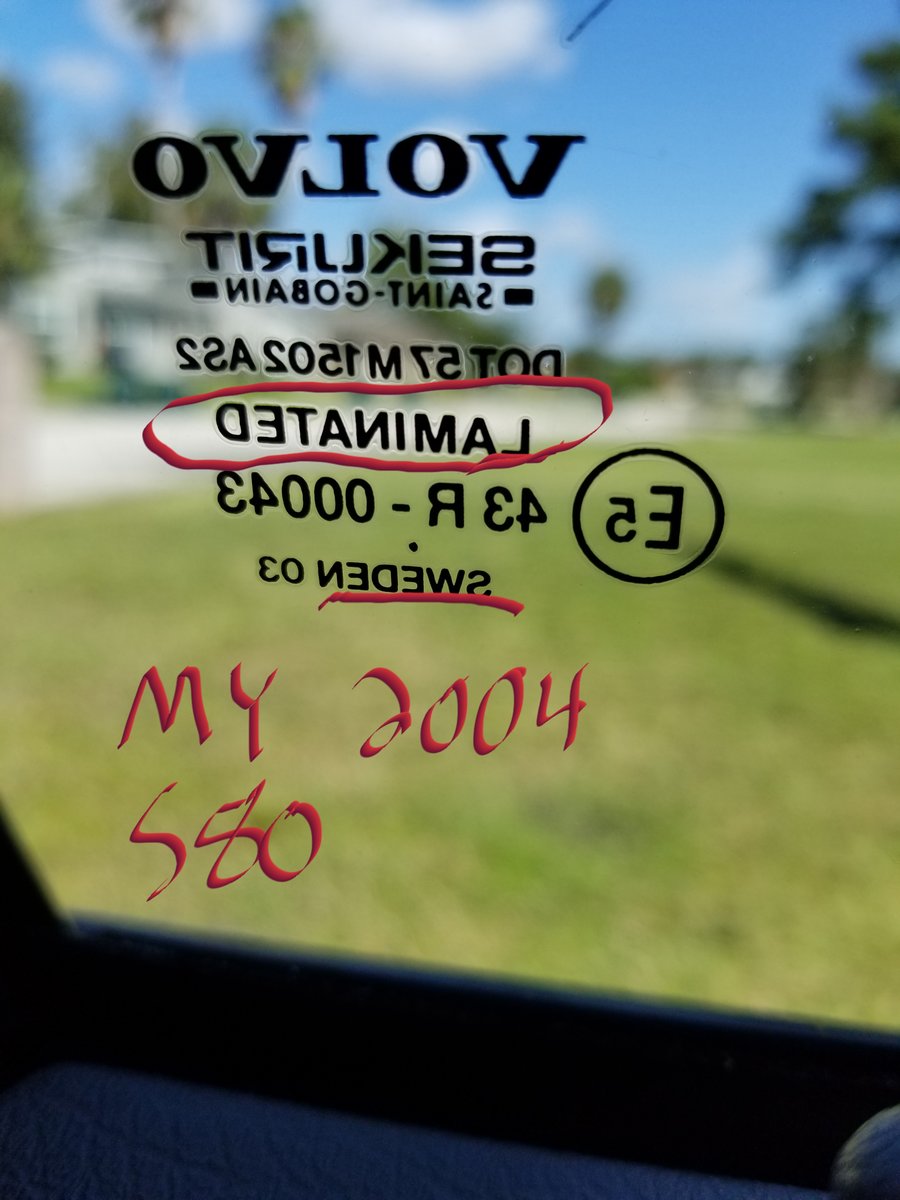 VOLVO
SEKURIT
SAINT-GOBAIN
DOT 57 M1502 AS2
LAMINATED
43 R - 00043
E5
SWEDEN 03
MY 2004
S80